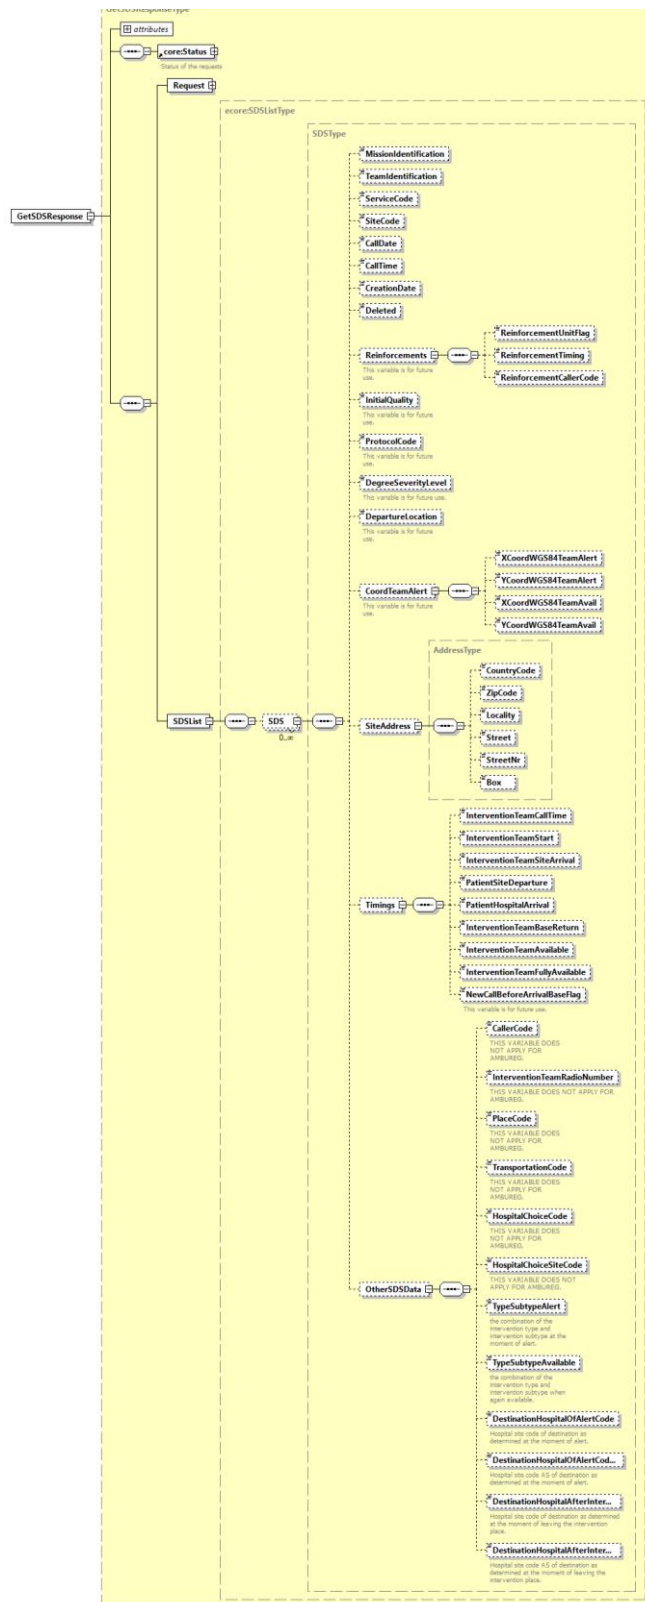 GetSDSResponseType
attributes
core:Status
Status of the requests
Request
ecore:SDSListType
SDSType
MissionIdentification
TeamIdentification
ServiceCode
SiteCode
GetSDSResponse
CallDate
CallTime
CreationDate
Deleted
ReinforcementUnitFlag
Reinforcements
ReinforcementTiming
This variable is for future
use.
ReinforcementCallerCode
InitialQuality
This variable is for future
use.
ProtocolCode
This variable is for future
use.
DegreeSeverityLevel
This variable is for future use.
DepartureLocation
This variable is for future
use.
XCoordWGS84TeamAlert
YCoordWGS84TeamAlert
CoordTeamAlert
This variable is for future
use.
XCoordWGS84TeamAvail
YCoordWGS84TeamAvail
AddressType
CountryCode
ZipCode
Locality
SDSList
SDS
0..∞
SiteAddress
Street
StreetNr
Box
InterventionTeamCallTime
InterventionTeamStart
InterventionTeamSiteArrival
PatientSiteDeparture
Timings
PatientHospitalArrival
InterventionTeamBaseReturn
InterventionTeamAvailable
InterventionTeamFullyAvailable
NewCallBeforeArrivalBaseFlag
This variable is for future use.
CallerCode
THIS VARIABLE DOES
NOT APPLY FOR
AMBUREG.
InterventionTeamRadioNumber
THIS VARIABLE DOES NOT APPLY FOR
AMBUREG.
PlaceCode
THIS VARIABLE DOES
NOT APPLY FOR
AMBUREG.
TransportationCode
THIS VARIABLE DOES
NOT APPLY FOR
AMBUREG.
HospitalChoiceCode
THIS VARIABLE DOES
NOT APPLY FOR
AMBUREG.
HospitalChoiceSiteCode
THIS VARIABLE DOES NOT
APPLY FOR AMBUREG.
OtherSDSData
TypeSubtypeAlert
the combination of the
intervention type and
intervention subtype at the
moment of alert.
TypeSubtypeAvailable
the combination of the
intervention type and
intervention subtype when
again available.
DestinationHospitalOfAlertCode
Hospital site code of destination as
determined at the moment of alert.
DestinationHospitalOfAlertCod...
Hospital site code AS of destination as
determined at the moment of alert.
DestinationHospitalAfterInter...
Hospital site code of destination as determined
at the moment of leaving the intervention
place.
DestinationHospitalAfterInter...
Hospital site code AS of destination as
determined at the moment of leaving the
intervention place.